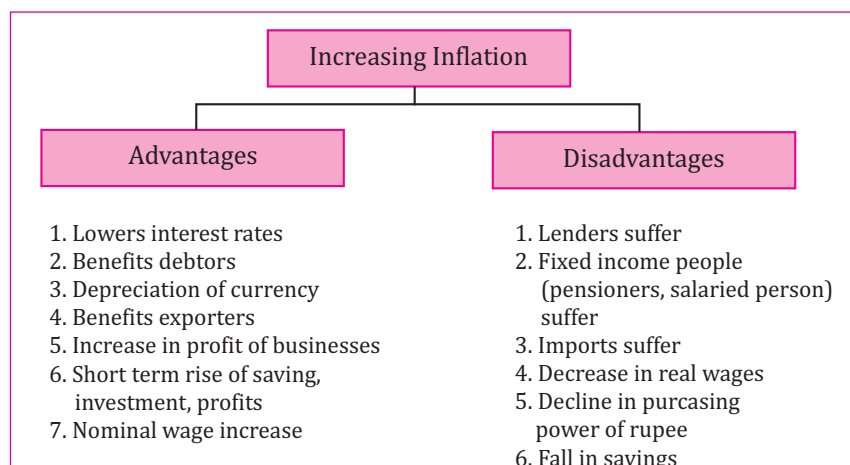 Increasing Inflation
Advantages
1. Lowers interest rates
2. Benefits debtors
3. Depreciation of currency
4. Benefits exporters
5. Increase in profit of businesses
6. Short term rise of saving,
investment, profits
7. Nominal wage increase
Disadvantages
1. Lenders suffer
2. Fixed income people
(pensioners, salaried person)
suffer
3. Imports suffer
4. Decrease in real wages
5. Decline in purcasing
power of rupee
6. Fall in savings